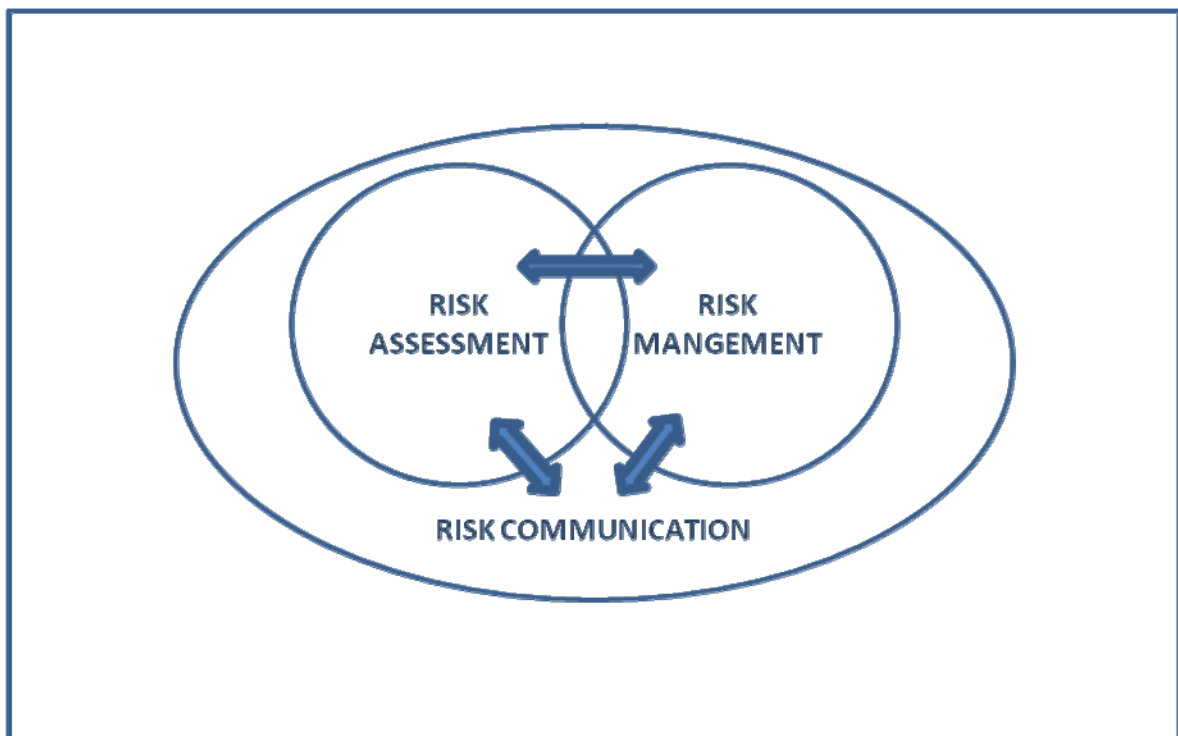 RISK
ASSESSMENT
RISK
MANGEMENT
RISK COMMUNICATION